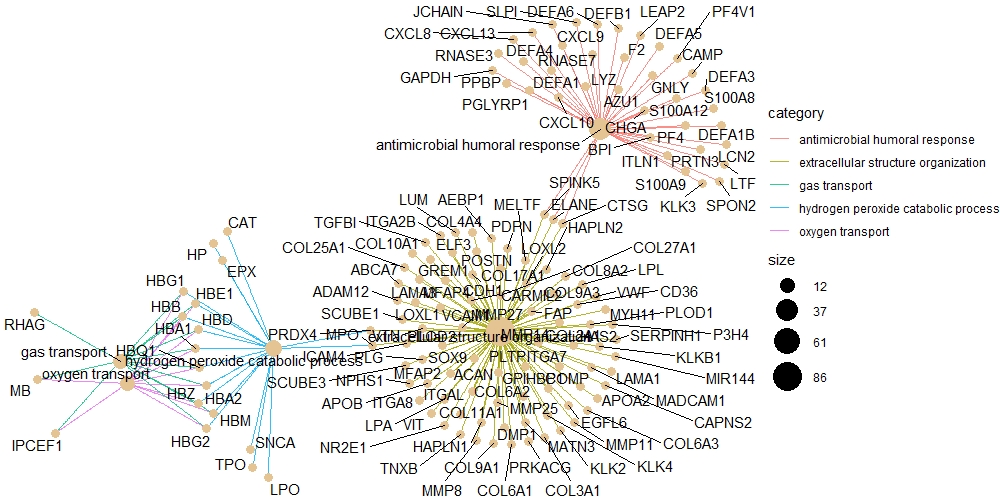 JCHAIN
SLPI
DEFA6
DEFB1
LEAP2
PF4V1
CXCL8
CXCL13
CXCL9
DEFA5
RNASE3
DEFA4
RNASE7
F2
CAMP
GAPDH
PPBP
DEFA1
LYZ
GNLY
DEFA3
PGLYRP1
AZU1
S100A12
S100A8
CXCL10
CHGA
antimicrobial humoral response
BPI
PF4
DEFA1B
ITLN1
PRTN3
LCN2
S100A9
LTF
KLK3
SPON2
SPINK5
ELANE
CTSG
HAPLN2
MELTF
LUM
AEBP1
TGFBI
ITGA2B
COL4A4
PDPN
LOXL2
COL25A1
COL10A1
ELF3
POSTN
COL27A1
ABCA7
GREM1
COL17A1
COL8A2
LPL
ADAM12
CDH1
COL9A3
VWF
CD36
SCUBE1
LOXL1
VCAM1
MMP27
FAP
MYH11
PLOD1
PRDX4
MPO
VTN
extracellular structure organization
SERPINH1
P3H4
ICAM4
PLG
SOX9
PLTP
ITGA7
KLKB1
SCUBE3
NPHS1
MFAP2
ACAN
COMP
LAMA1
MIR144
APOB
ITGA8
ITGAL
COL6A2
APOA2
MADCAM1
LPA
VIT
COL11A1
MMP25
EGFL6
CAPNS2
NR2E1
HAPLN1
DMP1
MATN3
MMP11
COL6A3
TNXB
COL9A1
PRKACG
KLK2
KLK4
MMP8
COL6A1
COL3A1
CAT
HP
EPX
HBG1
HBB
HBE1
HBA1
HBD
RHAG
gas transport
HBQ1
hydrogen peroxide catabolic process
oxygen transport
MB
HBZ
HBA2
HBM
IPCEF1
HBG2
SNCA
TPO
LPO
category
antimicrobial humoral response
extracellular structure organization
gas transport
hydrogen peroxide catabolic process
oxygen transport
size
12
37
61
86